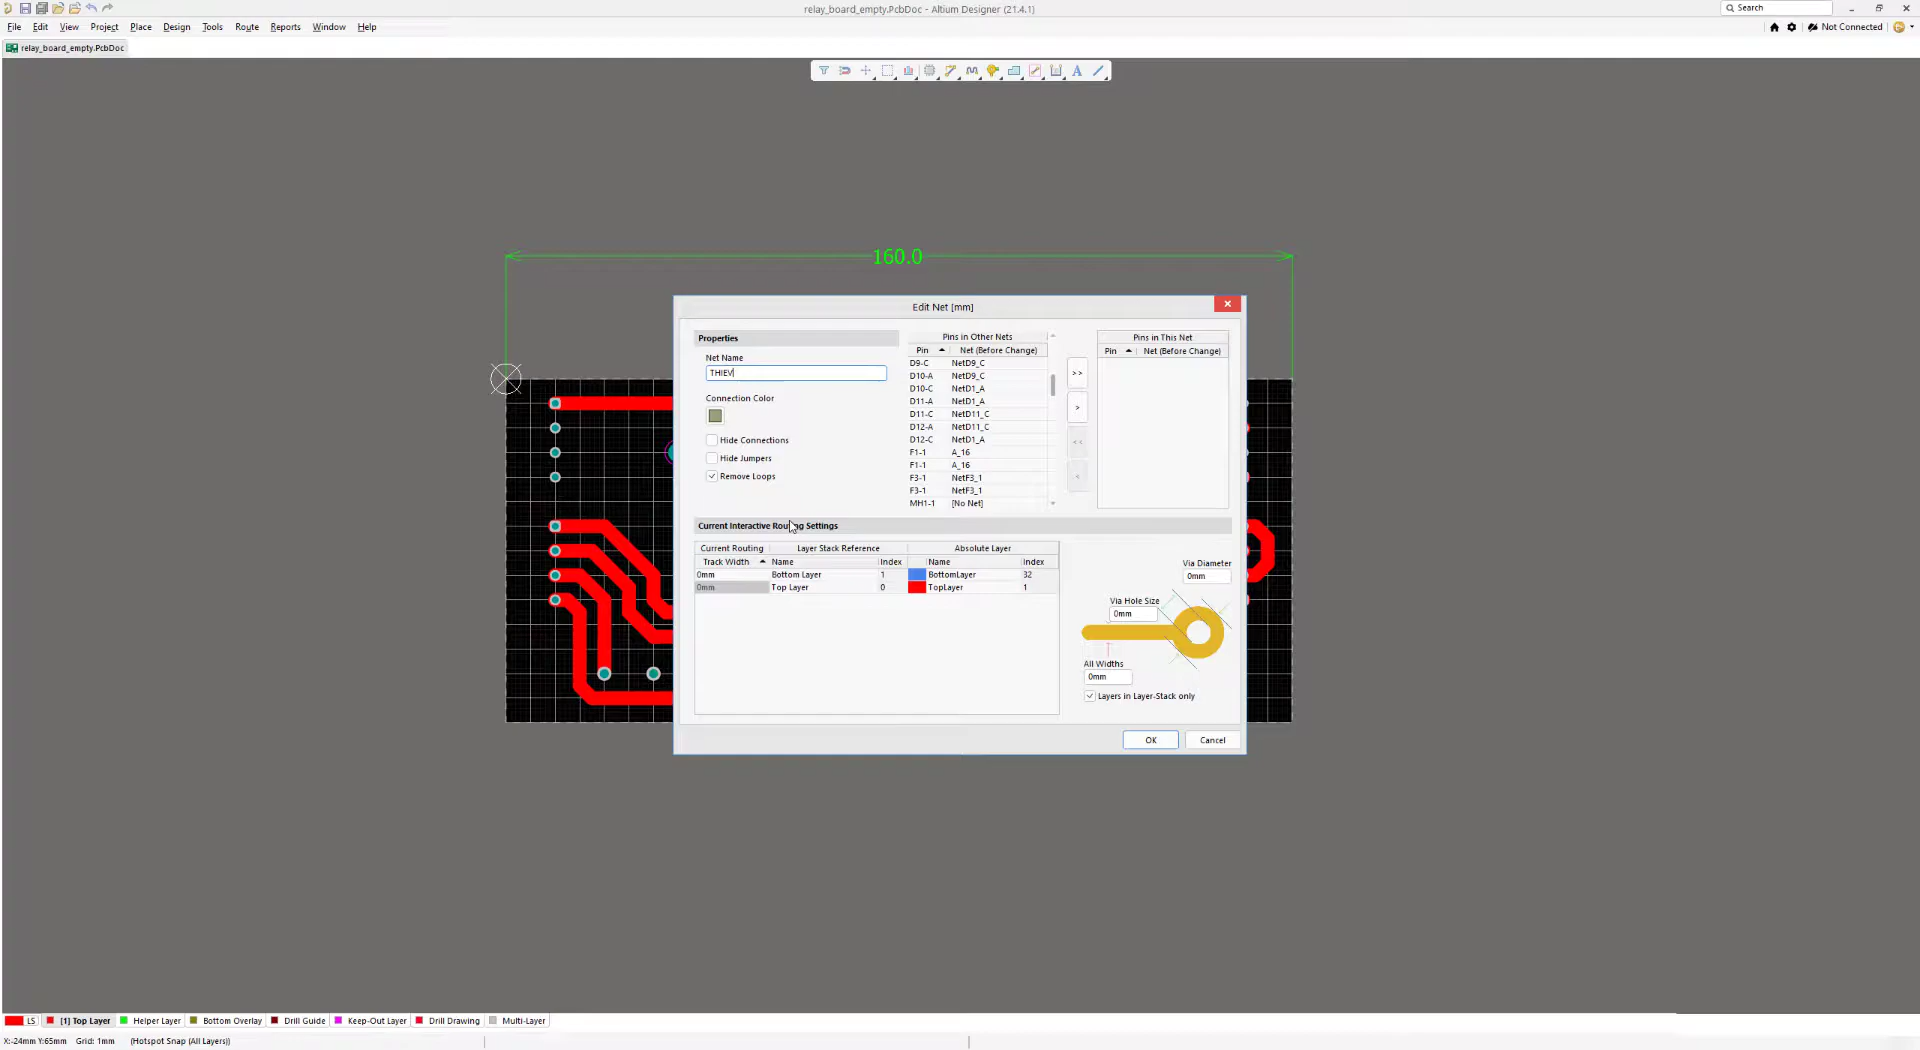 relay_board_empty.PcbDoc - Altium Designer (21.4.1)
Search
File Edit View Project Place Design Tools Route Reports Window Help
Not Connected
relay_board_empty.PcbDoc
160.0
Edit Net [mm]
Properties
Net Name
THIEV
Connection Color
Hide Connections
Hide Jumpers
Remove Loops
Pins in Other Nets
Pin Net (Before Change)
D9-C NetD9_C
D10-A NetD9_C
D10-C NetD1_A
D11-A NetD1_A
D11-C NetD11_C
D12-A NetD11_C
D12-C NetD1_A
F1-1 A_16
F1-1 A_16
F3-1 NetF3_1
F3-1 NetF3_1
MH1-1 [No Net]
>>
>
<<
<
Pins in This Net
Pin Net (Before Change)
Current Interactive Routing Settings
Current Routing Layer Stack Reference Absolute Layer
Track Width Name Index Name Index
0mm Bottom Layer 1 BottomLayer 32
0mm Top Layer 0 TopLayer 1
Via Diameter
0mm
Via Hole Size
0mm
All Widths
0mm
Layers in Layer-Stack only
OK Cancel
LS [1] Top Layer Helper Layer Bottom Overlay Drill Guide Keep-Out Layer Drill Drawing Multi-Layer
X:-24mm Y:65mm Grid: 1mm (Hotspot Snap (All Layers))